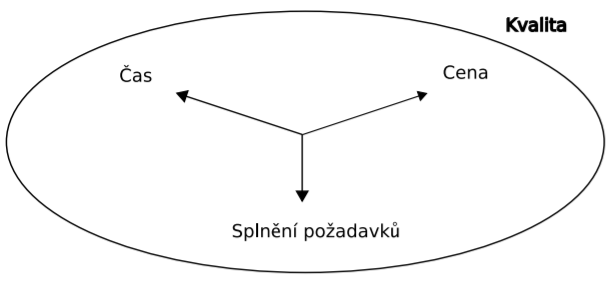 Kvalita
Čas
Cena
Splnění požadavků